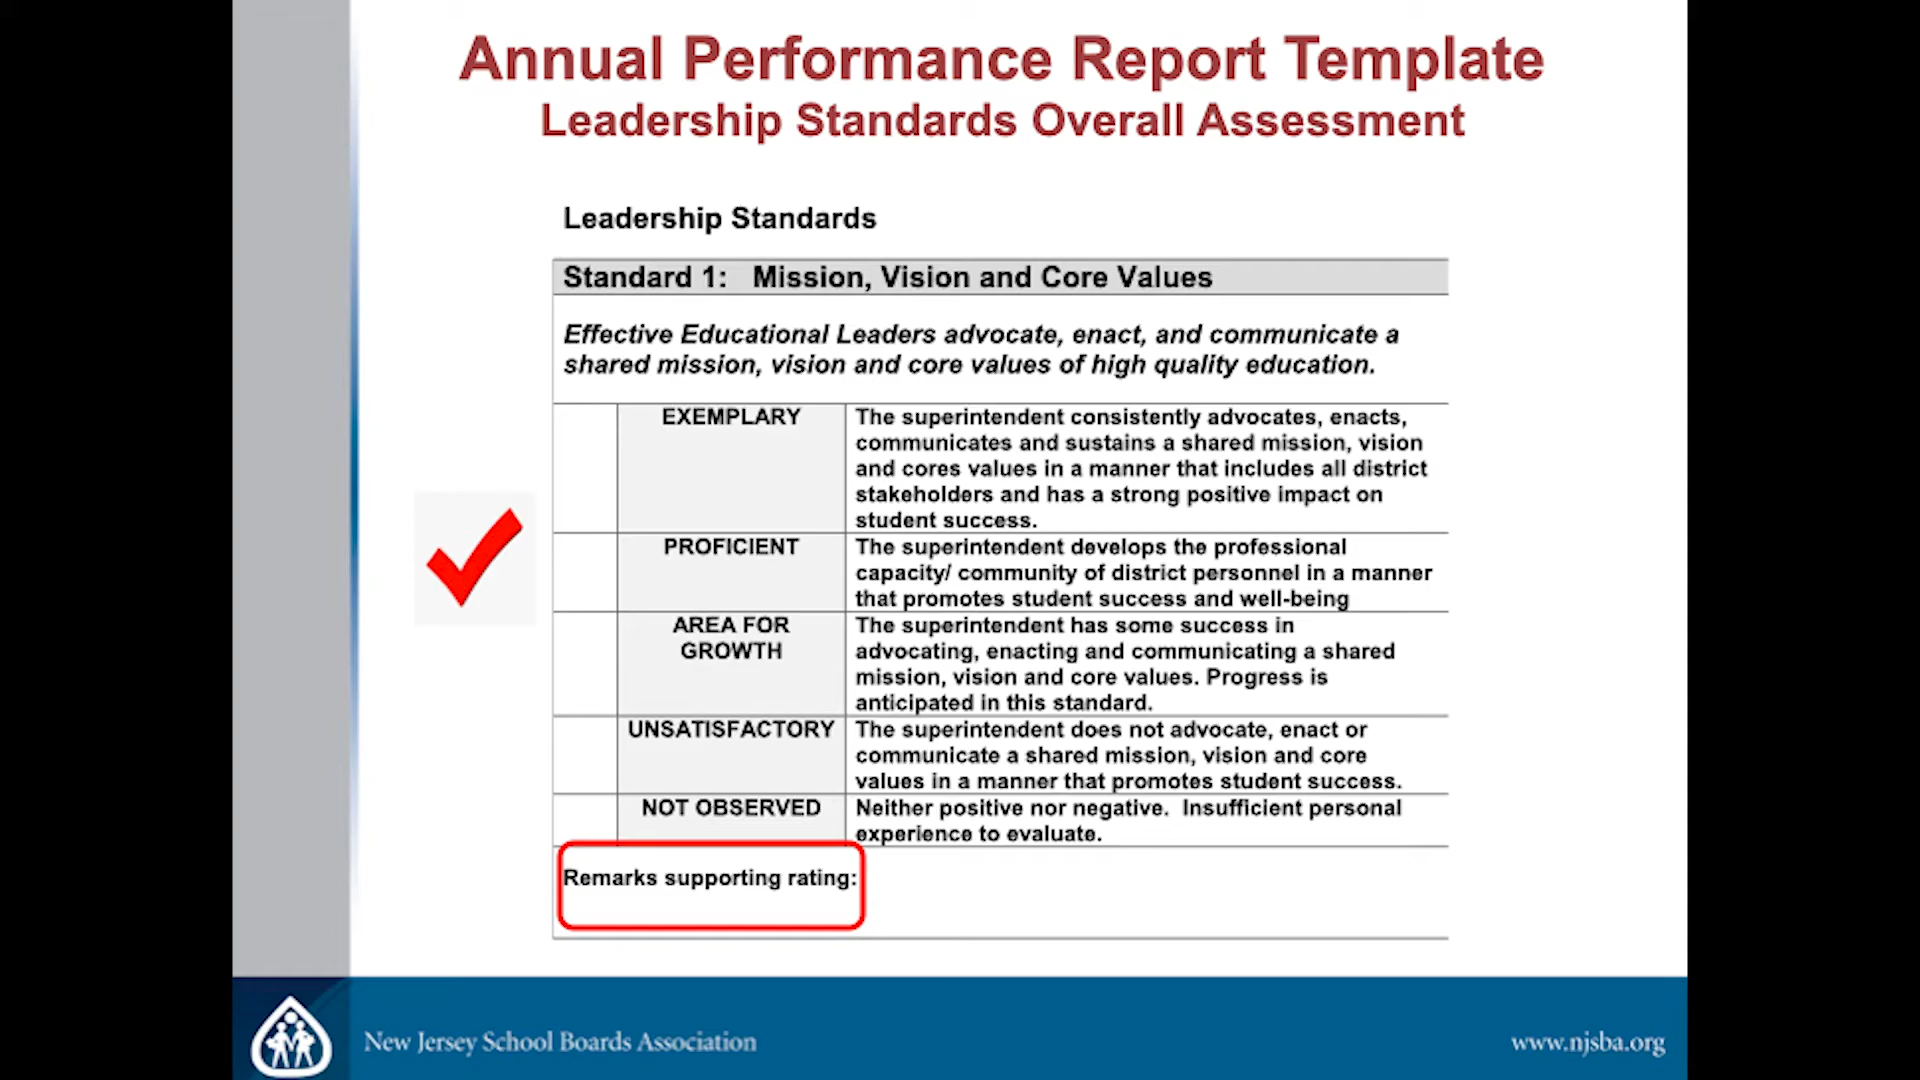 Annual Performance Report Template
Leadership Standards Overall Assessment
Leadership Standards
Standard 1: Mission, Vision and Core Values
Effective Educational Leaders advocate, enact, and communicate a
shared mission, vision and core values of high quality education.
EXEMPLARY
The superintendent consistently advocates, enacts,
communicates and sustains a shared mission, vision
and cores values in a manner that includes all district
stakeholders and has a strong positive impact on
student success.
PROFICIENT
The superintendent develops the professional
capacity/ community of district personnel in a manner
that promotes student success and well-being
AREA FOR
GROWTH
The superintendent has some success in
advocating, enacting and communicating a shared
mission, vision and core values. Progress is
anticipated in this standard.
UNSATISFACTORY
The superintendent does not advocate, enact or
communicate a shared mission, vision and core
values in a manner that promotes student success.
NOT OBSERVED
Neither positive nor negative. Insufficient personal
experience to evaluate.
Remarks supporting rating:
New Jersey School Boards Association
www.njsba.org